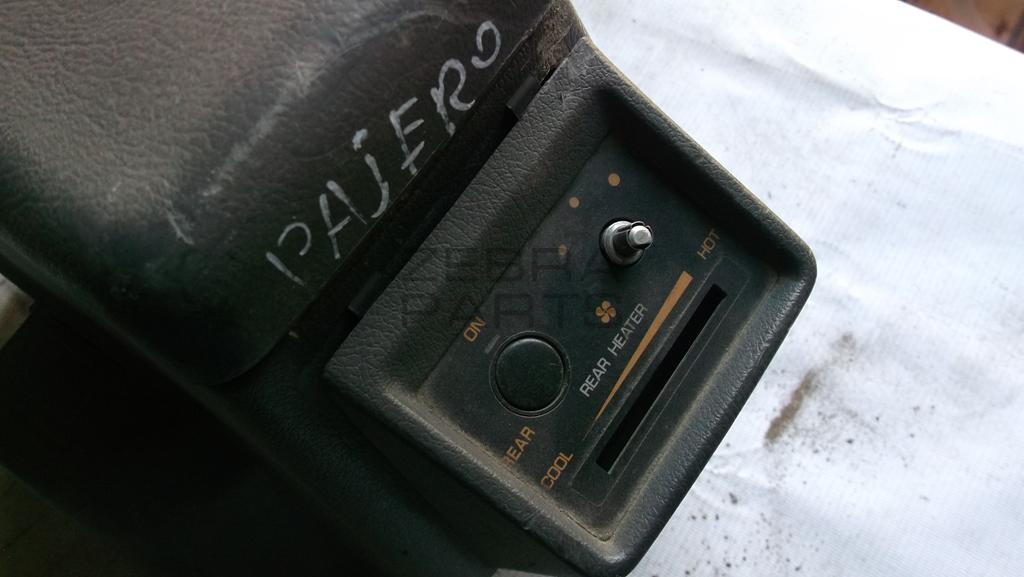 PAJERO
ZEBRA
PARTS
HOT
ON
REAR HEATER
REAR
COOL